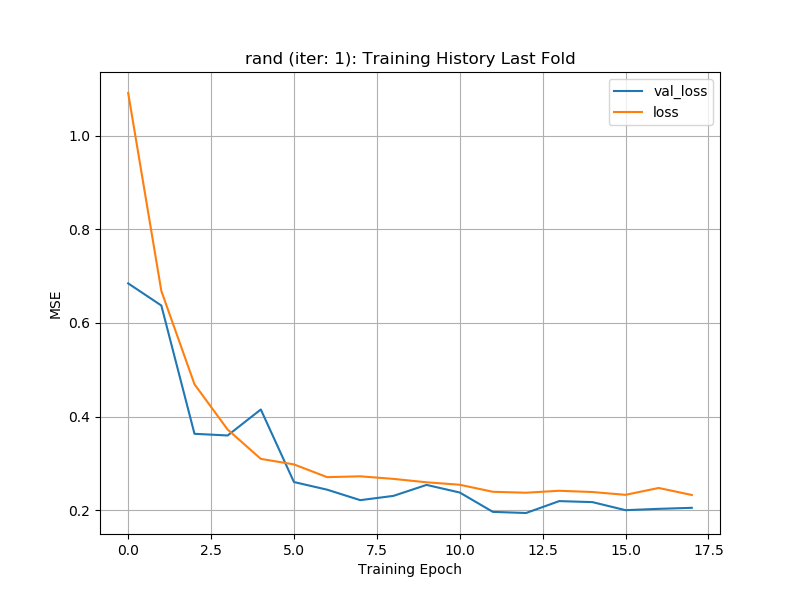 rand (iter: 1): Training History Last Fold
val_loss
loss
MSE
1.0
0.8
0.6
0.4
0.2
0.0
2.5
5.0
7.5
10.0
12.5
15.0
17.5
Training Epoch